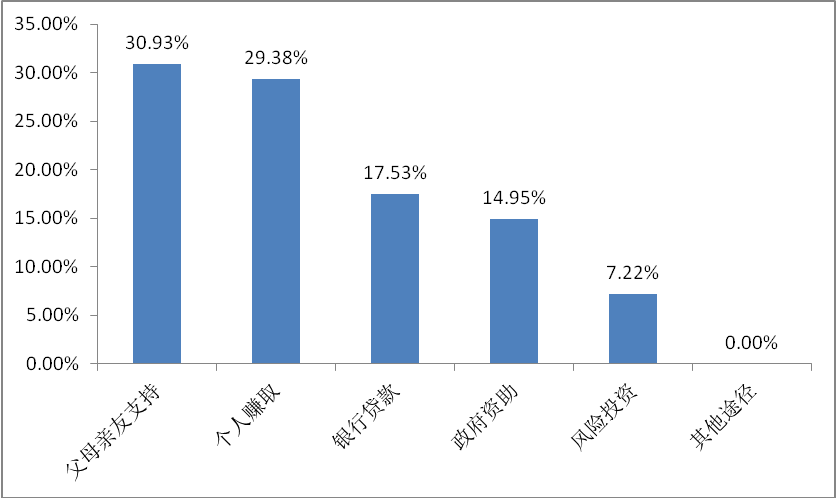 35.00%
30.00%
25.00%
20.00%
15.00%
10.00%
5.00%
0.00%
30.93%
29.38%
17.53%
14.95%
7.22%
0.00%
父母亲友支持
个人赚取
银行贷款
政府资助
风险投资
其他途径